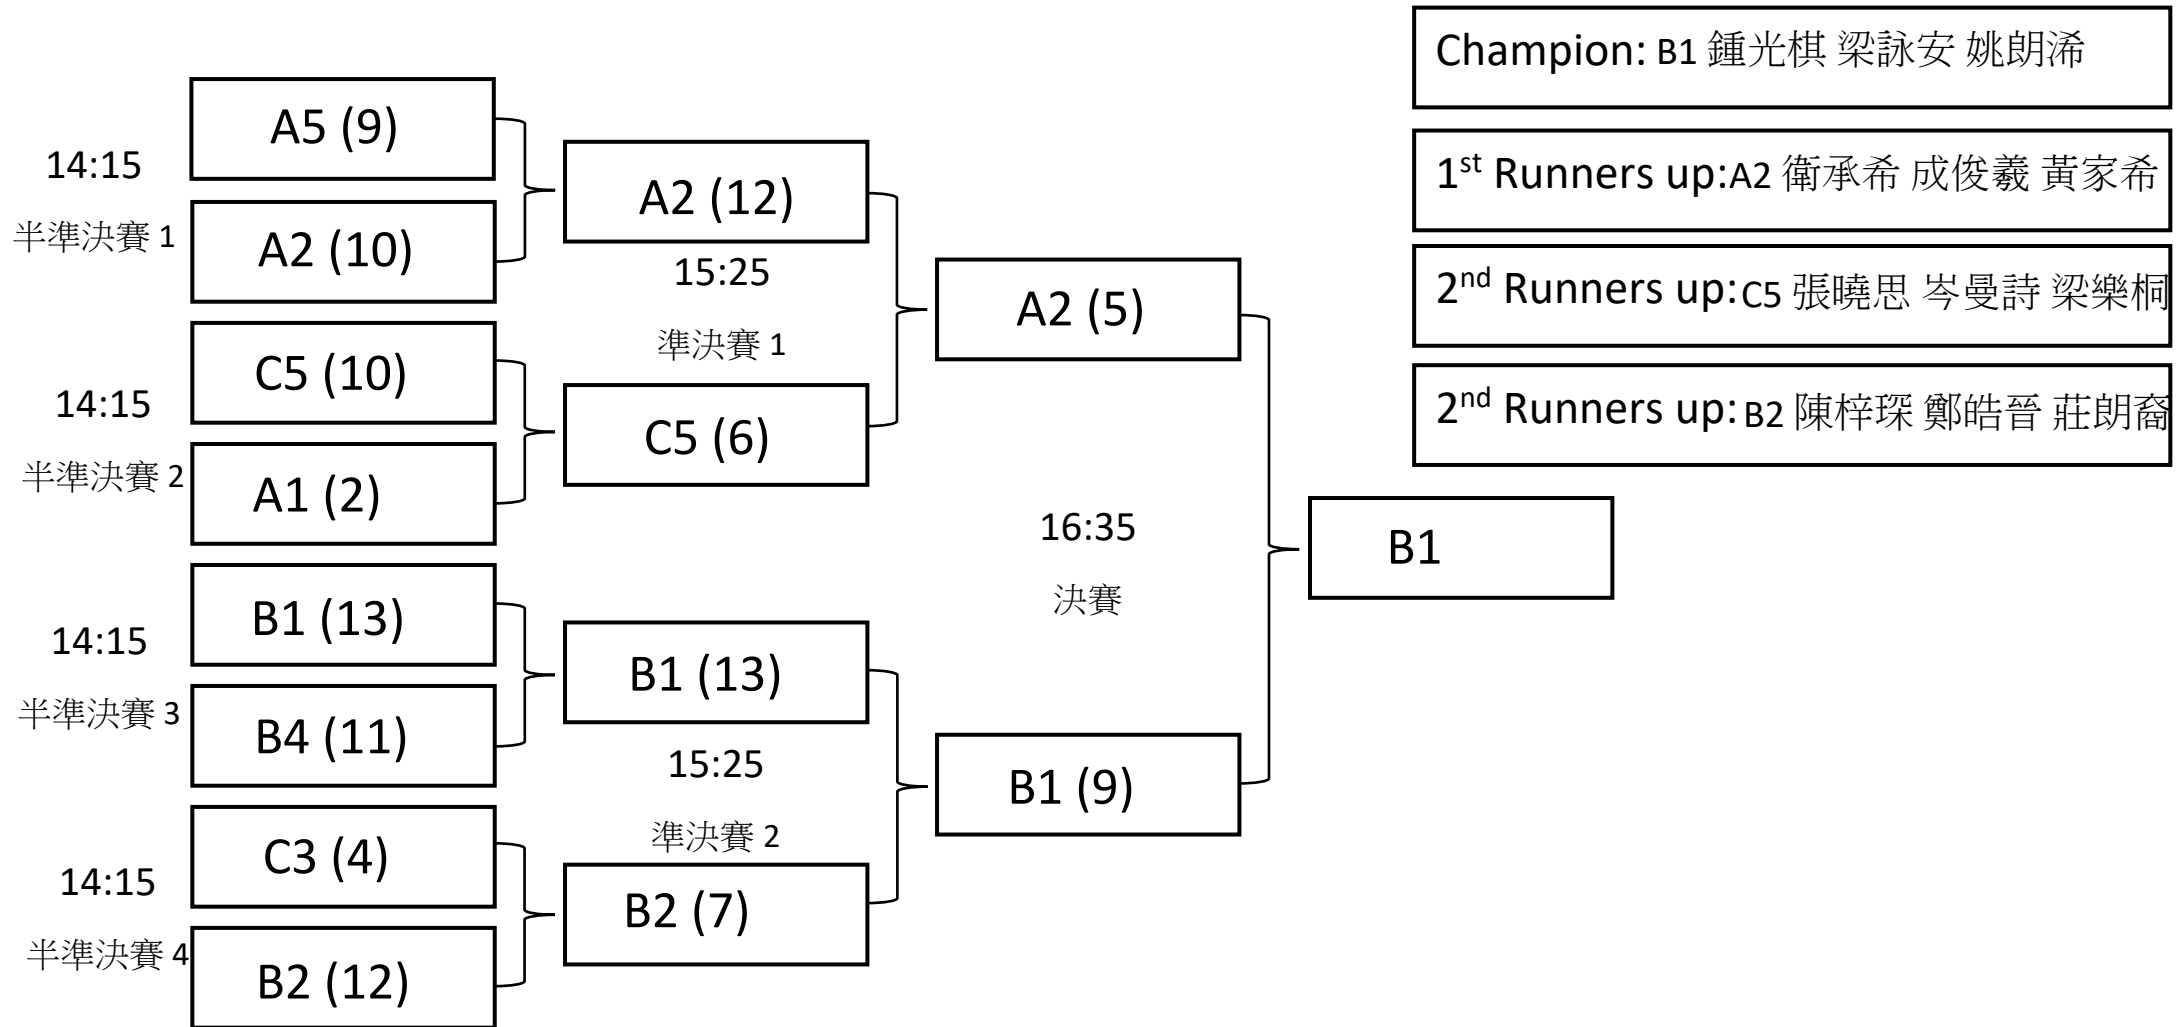 Champion: B1 鍾光棋 梁詠安 姚朗浠
1st Runners up:A2 衛承希 成俊羲 黃家希
2nd Runners up:C5 張曉思 岑曼詩 梁樂桐
2nd Runners up:B2 陳梓琛 鄭皓晉 莊朗裔
14:15
半準決賽 1
A5 (9)
A2 (10)
14:15
半準決賽 2
C5 (10)
A1 (2)
14:15
半準決賽 3
B1 (13)
B4 (11)
14:15
半準決賽 4
C3 (4)
B2 (12)
A2 (12)
15:25
準決賽 1
C5 (6)
B1 (13)
15:25
準決賽 2
B2 (7)
A2 (5)
16:35
決賽
B1 (9)
B1